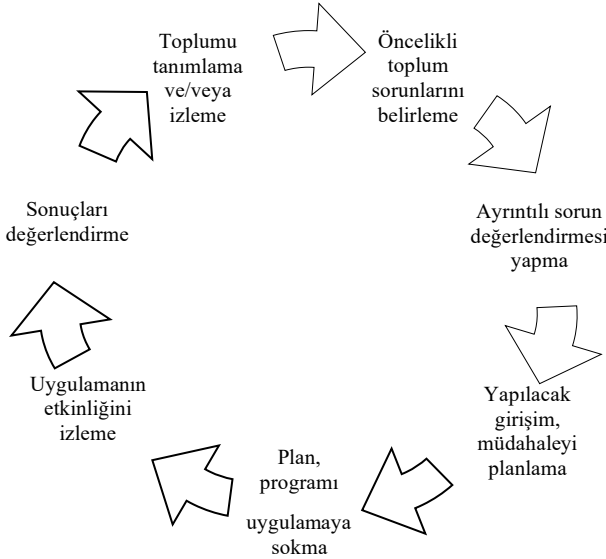 Toplumu
tanımlama
ve/veya
izleme
Öncelikli
toplum
sorunlarını
belirleme
Ayrıntılı sorun
değerlendirmesi
yapma
Yapılacak
girişim,
müdahaleyi
planlama
Plan,
programı
uygulamaya
sokma
Uygulamanın
etkinliğini
izleme
Sonuçları
değerlendirme